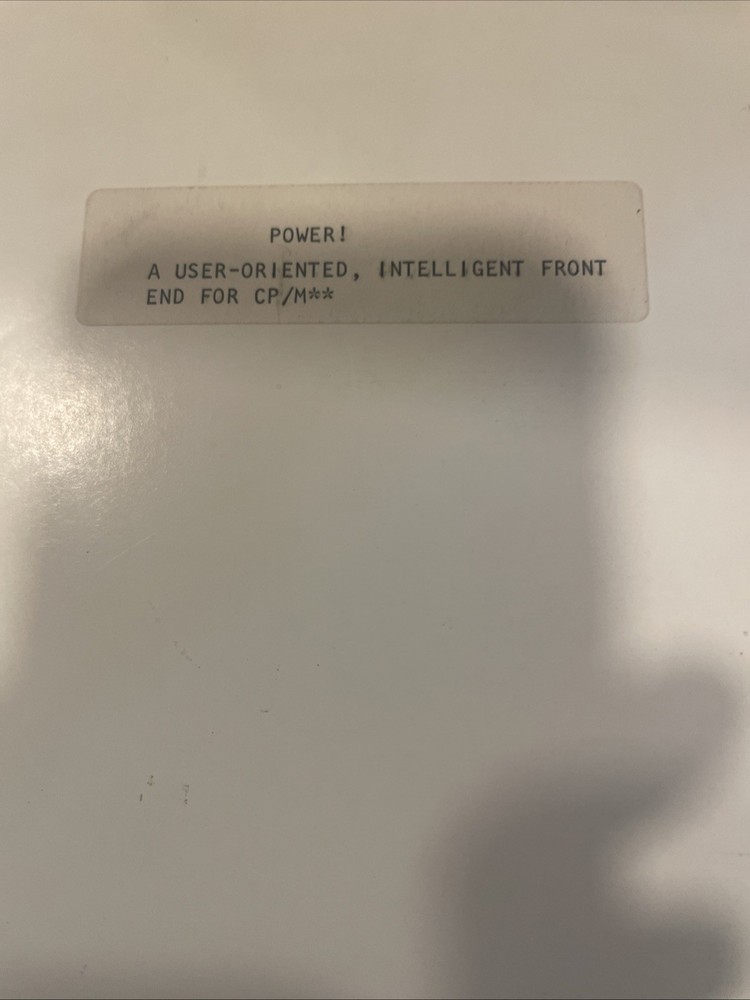 POWER!
A USER-ORIENTED, INTELLIGENT FRONT
END FOR CP/M**